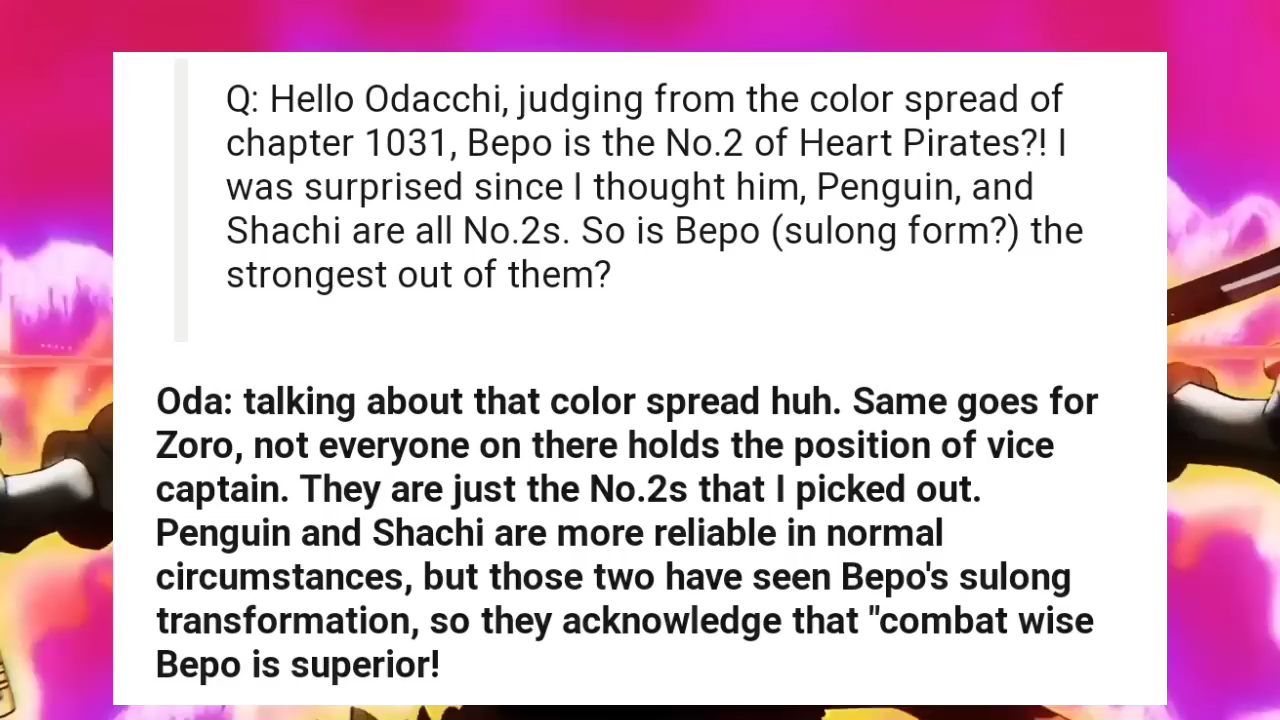 Q: Hello Odacchi, judging from the color spread of
chapter 1031, Bepo is the No.2 of Heart Pirates?! I
was surprised since I thought him, Penguin, and
Shachi are all No.2s. So is Bepo (sulong form?) the
strongest out of them?
Oda: talking about that color spread huh. Same goes for
Zoro, not everyone on there holds the position of vice
captain. They are just the No.2s that I picked out.
Penguin and Shachi are more reliable in normal
circumstances, but those two have seen Bepo's sulong
transformation, so they acknowledge that "combat wise
Bepo is superior!